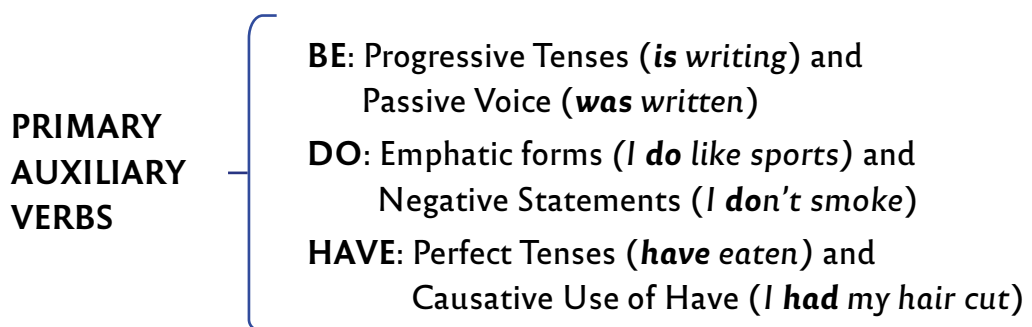 PRIMARY
AUXILIARY
VERBS
BE: Progressive Tenses (is writing) and
Passive Voice (was written)
DO: Emphatic forms (I do like sports) and
Negative Statements (I don't smoke)
HAVE: Perfect Tenses (have eaten) and
Causative Use of Have (I had my hair cut)